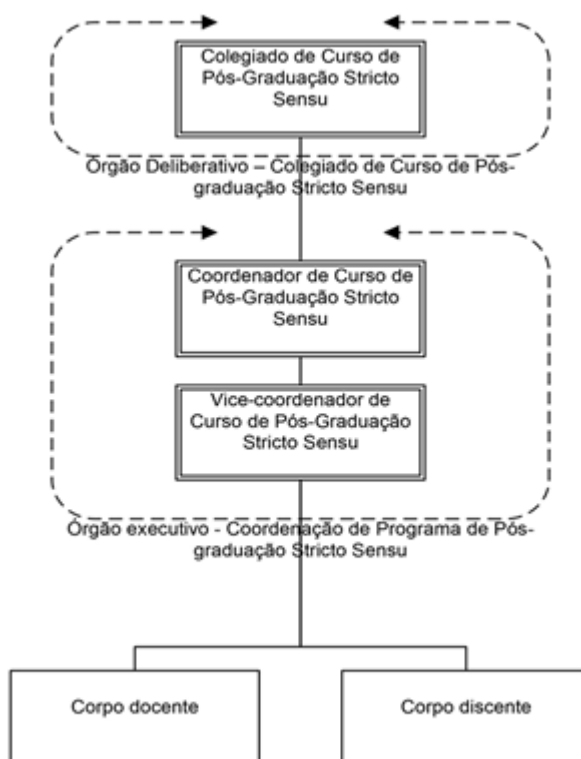 Colegiado de Curso de
Pós-Graduação Stricto
Sensu
Órgão Deliberativo – Colegiado de Curso de Pós-
graduação Stricto Sensu
Coordenador de Curso de
Pós-Graduação Stricto
Sensu
Vice-coordenador de
Curso de Pós-Graduação
Stricto Sensu
Órgão executivo - Coordenação de Programa de Pós-
graduação Stricto Sensu
Corpo docente
Corpo discente